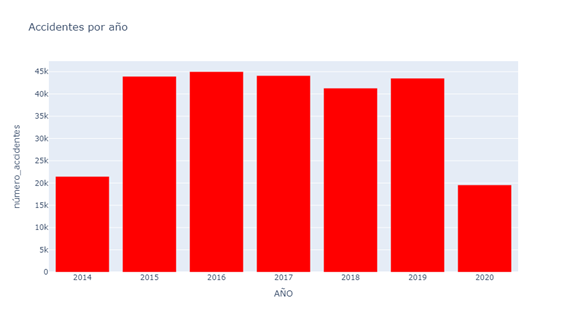 Accidentes por año
número_accidentes
45k
40k
35k
30k
25k
20k
15k
10k
5k
0
2014 2015 2016 2017 2018 2019 2020
AÑO